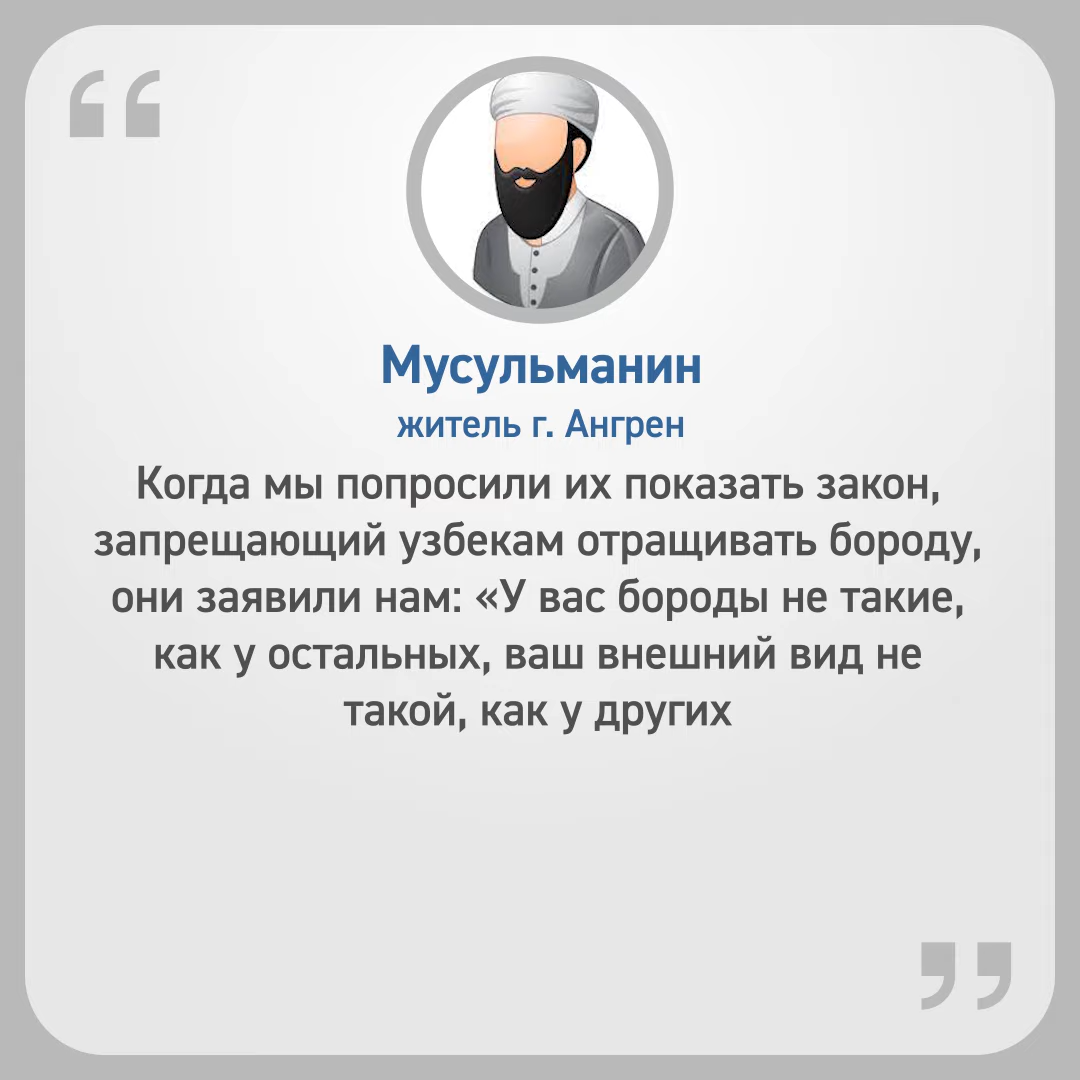 Мусульманин
житель г. Ангрен
Когда мы попросили их показать закон,
запрещающий узбекам отращивать бороду,
они заявили нам: «У вас бороды не такие,
как у остальных, ваш внешний вид не
такой, как у других